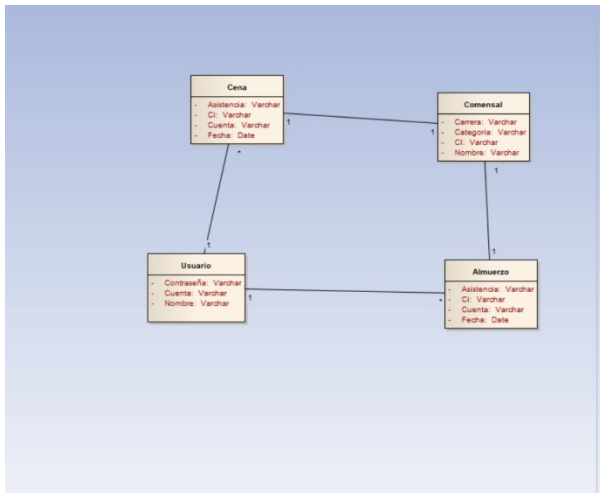 Cena
- Asistencia: Varchar
- Ci: Varchar
- Cuenta: Varchar
- Fecha: Date
1
*
Comensal
- Carrera: Varchar
- Categoria: Varchar
- CI: Varchar
- Nombre: Varchar
1
1
1
Usuario
- Contraseña: Varchar
- Cuenta: Varchar
- Nombre: Varchar
1
1
*
Almuerzo
- Asistencia: Varchar
- Ci: Varchar
- Cuenta: Varchar
- Fecha: Date